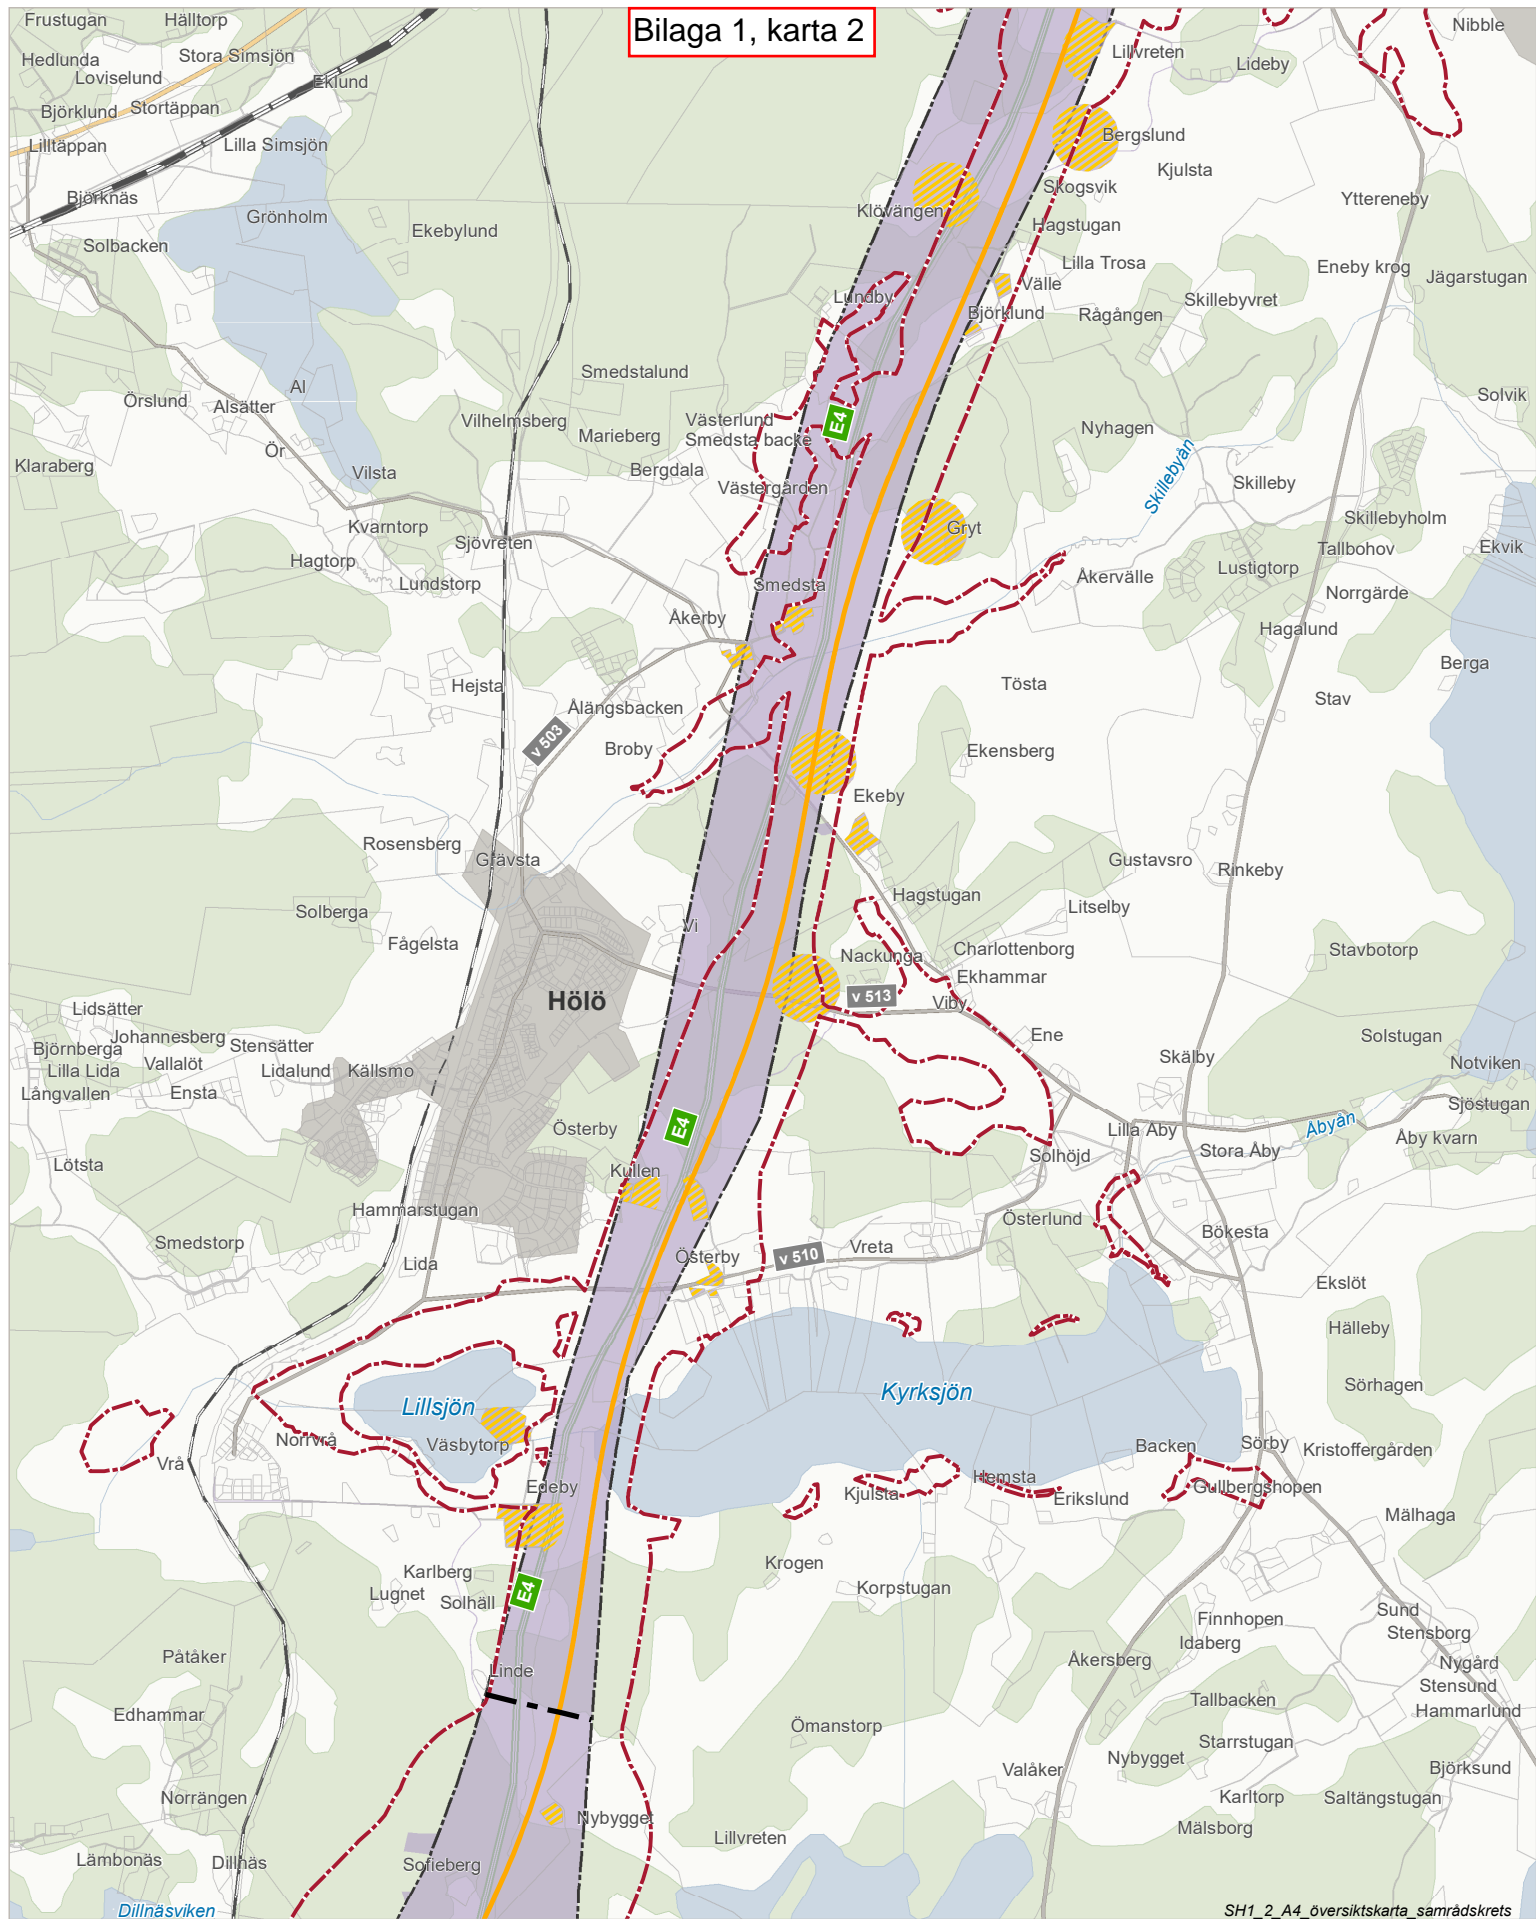 Bilaga 1, karta 2
Frustugan
Hälltorp
Nibble
Hedlunda
Stora Simsjön
Lillvreten
Lideby
Loviselund
Eklund
Björklund
Stortäppan
Bergslund
Lilltäppan
Lilla Simsjön
Kjulsta
Björknäs
Skogsvik
Yttereneby
Grönholm
Klövängen
Hagstugan
Solbacken
Ekebylund
Lilla Trosa
Eneby krog
Jägarstugan
Välle
Lundby
Skillebyvret
Björklund
Rågången
Smedstalund
Al
Örslund
Alsätter
Solvik
Vilhelmsberg
Västerlund
E4
Marieberg
Smedsta backe
Nyhagen
Ör
Klaraberg
Vilsta
Bergdala
Skillebyån
Skilleby
Västergården
Kvarntorp
Gryt
Skillebyholm
Sjövreten
Tallbohov
Ekvik
Hagtorp
Lundstorp
Smedsta
Åkervälle
Lustigtorp
Norrgärde
Åkerby
Hagalund
Berga
Hejsta
Tösta
Stav
Ålängsbacken
v 503
Broby
Ekensberg
Ekeby
Rosensberg
Grävsta
Gustavsro
Rinkeby
Hagstugan
Litselby
Solberga
Vi
Fågelsta
Nackunga
Charlottenborg
Stavbotorp
Ekhammar
Hölö
v 513
Viby
Lidsätter
Johannesberg
Stensätter
Ene
Solstugan
Björnberga
Vallalöt
Skälby
Notviken
Lilla Lida
Lidalund
Källsmo
Långvallen
Ensta
Sjöstugan
E4
Österby
Lilla Aby
Åbyån
Åby kvarn
Lötsta
Kullen
Solhöjd
Stora Åby
Hammarstugan
Österlund
Bökesta
Smedstorp
Lida
Österby
v 510
Vreta
Ekslöt
Hälleby
Kyrksjön
Sörhagen
Lillsjön
Norrvrå
Väsbytorp
Backen
Sörby
Kristoffergården
Vrå
Edeby
Kjulsta
Hemsta
Erikslund
Gullbergshopen
Mälhaga
Karlberg
Krogen
Lugnet
Solhäll
E4
Korpstugan
Sund
Finnhopen
Stensborg
Idaberg
Påtåker
Linde
Åkersberg
Nygård
Stensund
Edhammar
Tallbacken
Hammarlund
Ömanstorp
Starrstugan
Valåker
Nybygget
Björksund
Norrängen
Karltorp
Saltängstugan
Nybygget
Lillvreten
Mälsborg
Lämbonäs
Dillnäs
Sofieberg
Dillnäsviken
SH1_2_A4_översiktskarta_samrådskrets